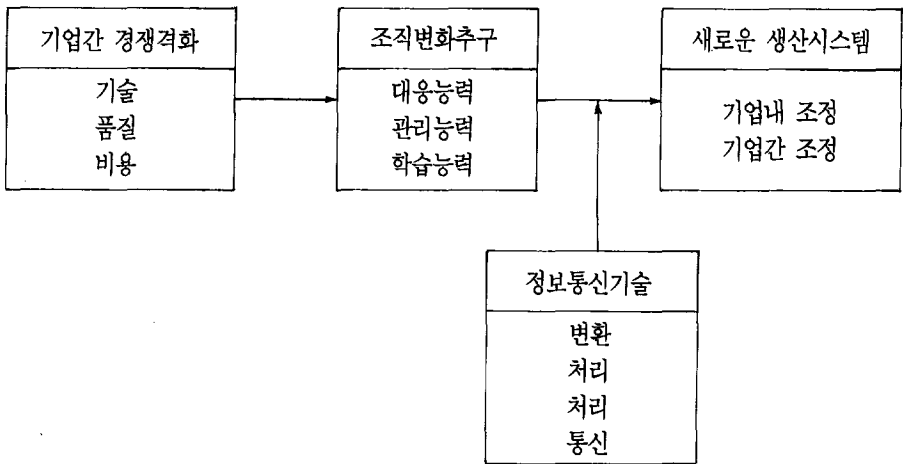 기업간 경쟁격화
기술
품질
비용
조직변화추구
대응능력
관리능력
학습능력
새로운 생산시스템
기업내 조정
기업간 조정
정보통신기술
변환
처리
처리
통신